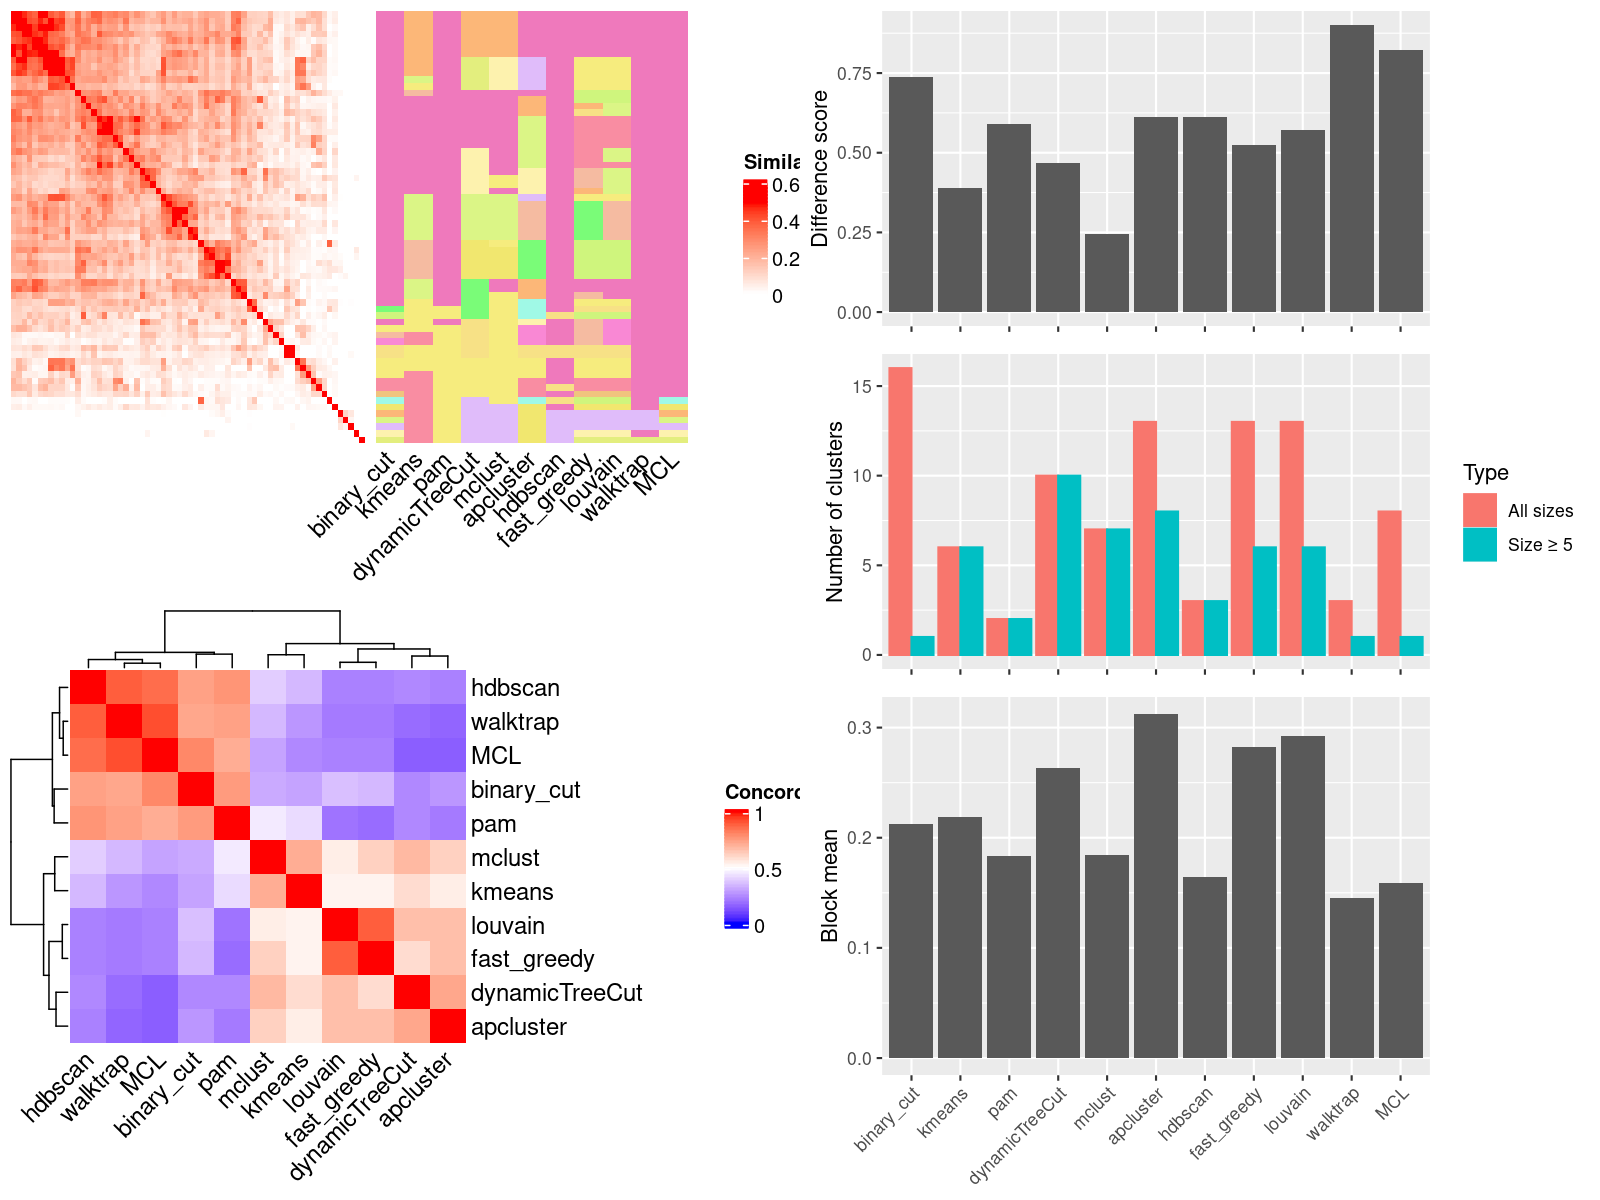 Simila
0.6
0.4
0.2
0
binary_cut
kmeans
pam
dynamicTreeCut
mclust
apcluster
hdbscan
fast_greedy
louvain
walktrap
MCL
Difference score
0.75
0.50
0.25
0.00
Number of clusters
15
10
5
0
Type
All sizes
Size ≥ 5
hdbscan
walktrap
MCL
binary_cut
pam
mclust
kmeans
louvain
fast_greedy
dynamicTreeCut
apcluster
hdbscan
walktrap
MCL
binary_cut
pam
mclust
kmeans
louvain
fast_greedy
dynamicTreeCut
apcluster
Concorc
1
0.5
0
Block mean
0.3
0.2
0.1
0.0
binary_cut
kmeans
pam
dynamicTreeCut
mclust
apcluster
hdbscan
fast_greedy
louvain
walktrap
MCL